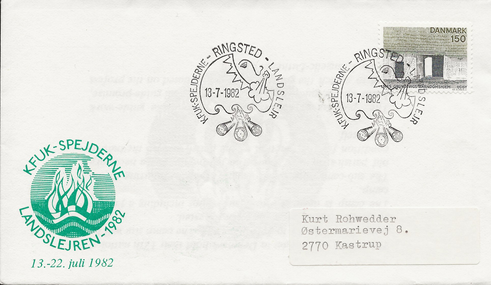 KFUK-SPEJDERNE-RINGSTED-LANDSLEJR
13-7-1982
KFUK-SPEJDERNE-RINGSTED-LANDSLEJR
13-7-1982
DANMARK
150
KFUK-SPEJDERNE
LANDSLEJREN-1982
13.-22. juli 1982
Kurt Rohwedder
Østermarievej 8.
2770 Kastrup